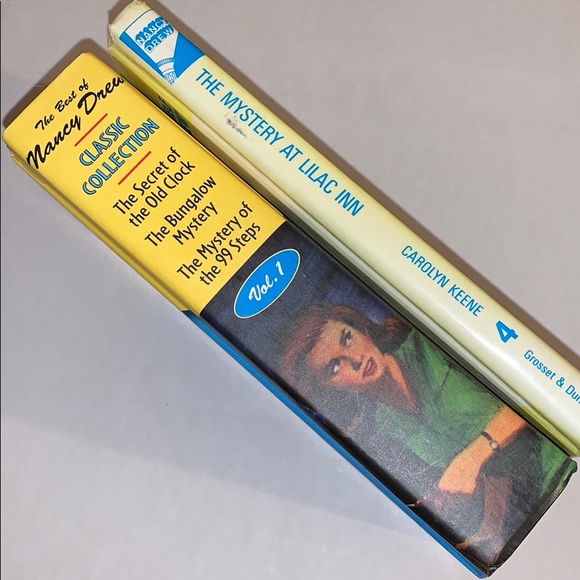 The Best of
Nancy Drew
CLASSIC
COLLECTION
The Secret of
the Old Clock
The Bungalow
Mystery
The Mystery of
the 99 Steps
Vol. 1
NANCY
DREW
THE MYSTERY AT LILAC INN
CAROLYN KEENE
4
Grosset &